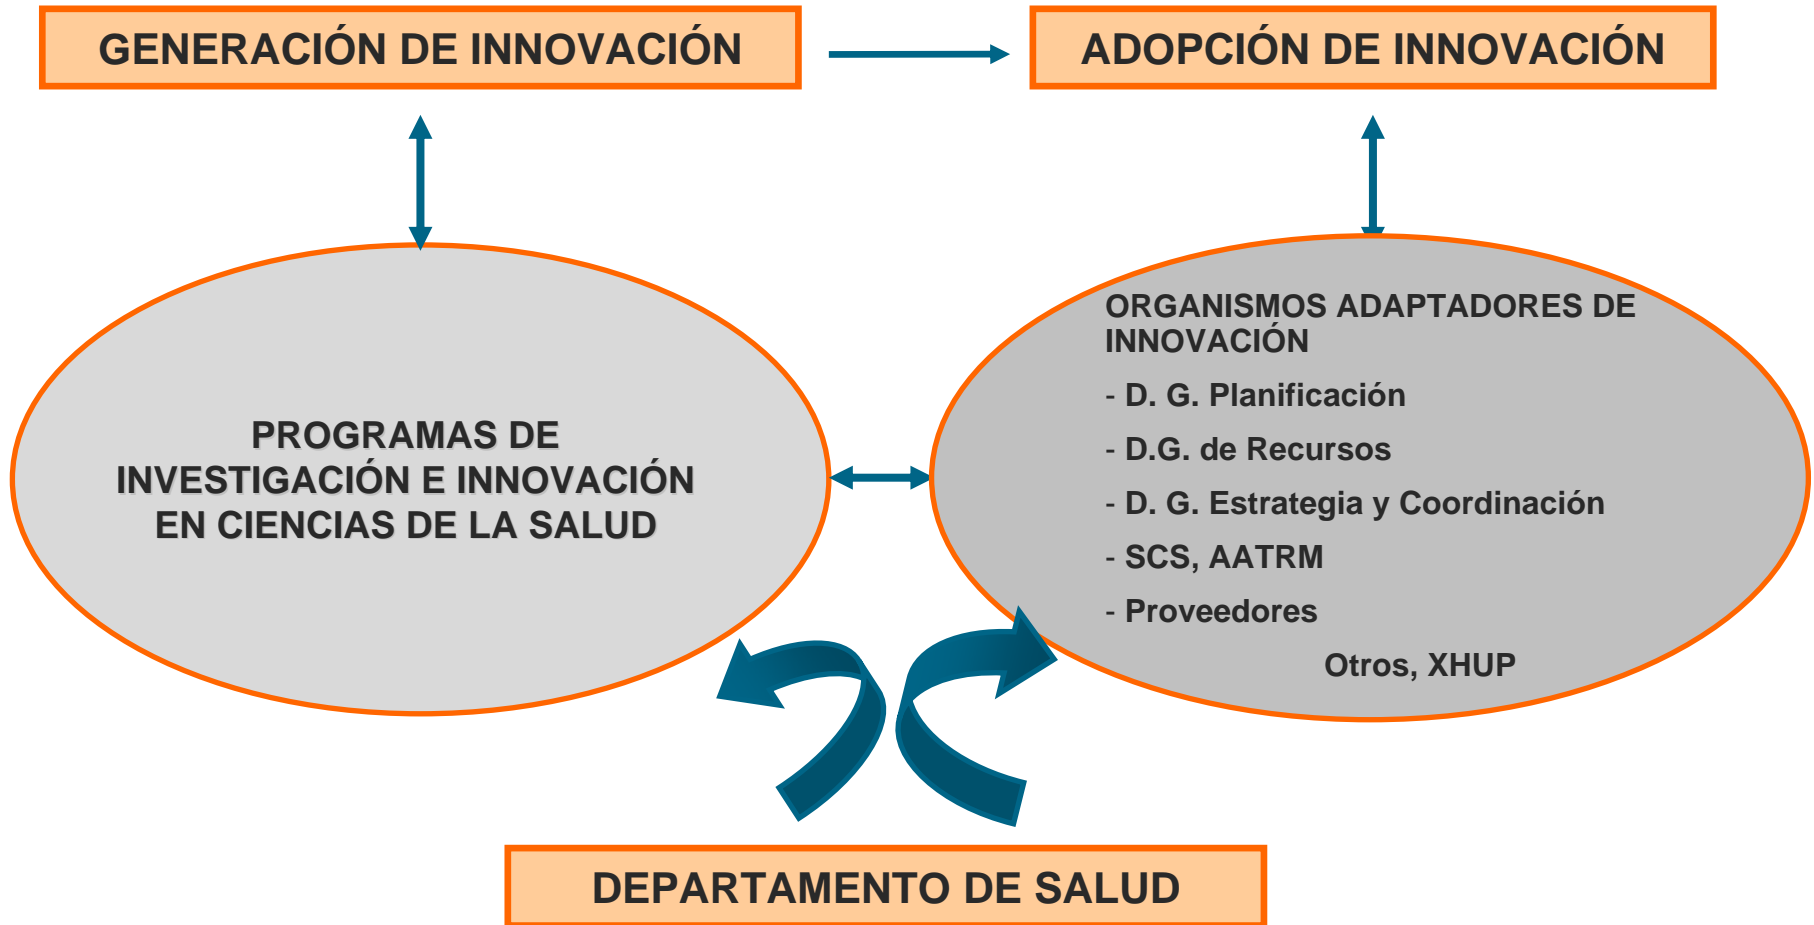 GENERACIÓN DE INNOVACIÓN
ADOPCIÓN DE INNOVACIÓN
PROGRAMAS DE
INVESTIGACIÓN E INNOVACIÓN
EN CIENCIAS DE LA SALUD
ORGANISMOS ADAPTADORES DE
INNOVACIÓN
- D. G. Planificación
- D.G. de Recursos
- D. G. Estrategia y Coordinación
- SCS, AATRM
- Proveedores
Otros, XHUP
DEPARTAMENTO DE SALUD